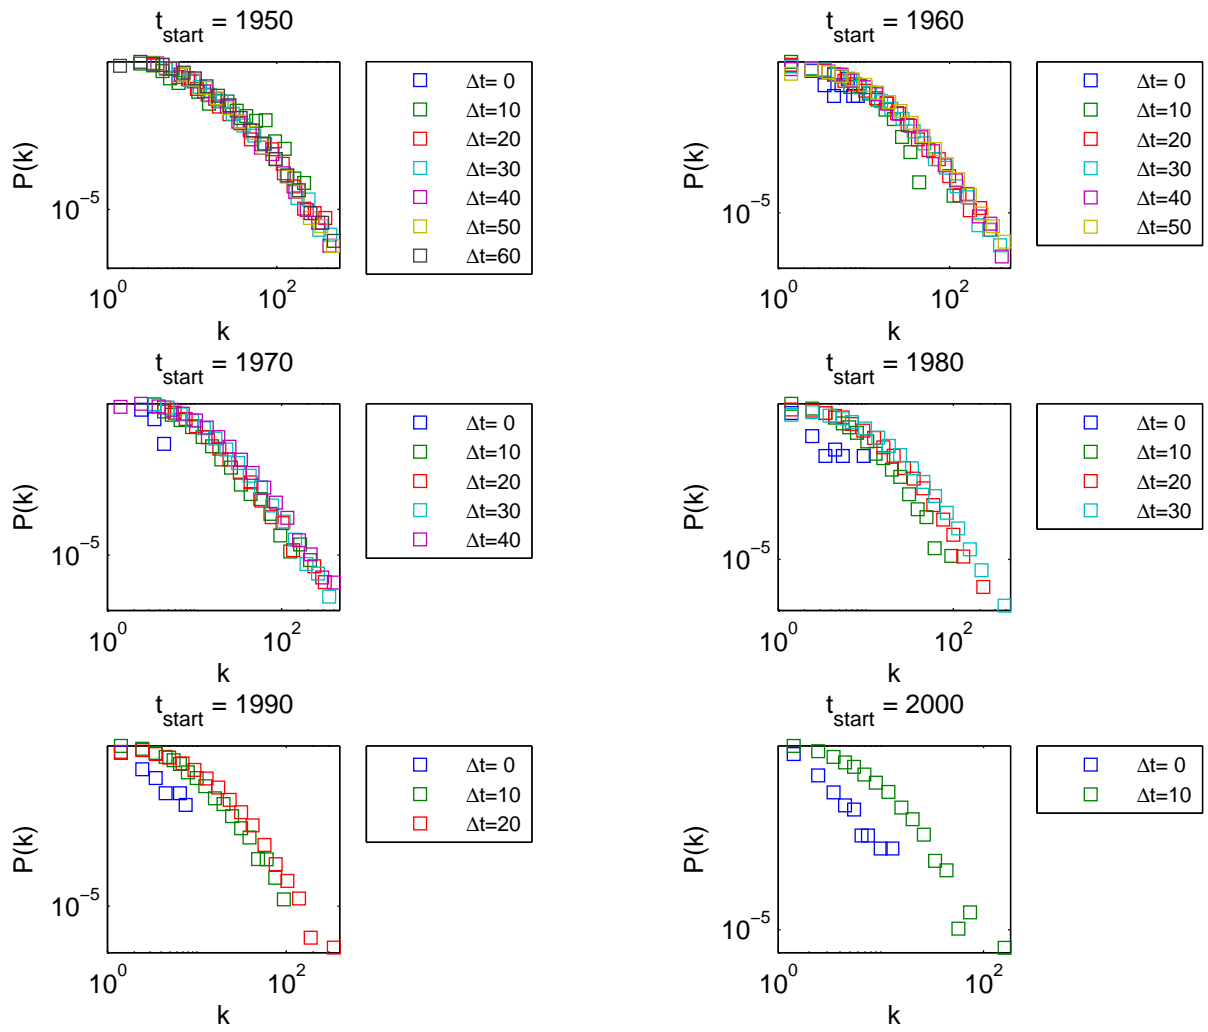 t_start = 1950
P(k)
10^-5
10^0
10^2
k
Δt= 0
Δt=10
Δt=20
Δt=30
Δt=40
Δt=50
Δt=60
t_start = 1960
P(k)
10^-5
10^0
10^2
k
Δt= 0
Δt=10
Δt=20
Δt=30
Δt=40
Δt=50
t_start = 1970
P(k)
10^-5
10^0
10^2
k
Δt= 0
Δt=10
Δt=20
Δt=30
Δt=40
t_start = 1980
P(k)
10^-5
10^0
10^2
k
Δt= 0
Δt=10
Δt=20
Δt=30
t_start = 1990
P(k)
10^-5
10^0
10^2
k
Δt= 0
Δt=10
Δt=20
t_start = 2000
P(k)
10^-5
10^0
10^2
k
Δt= 0
Δt=10